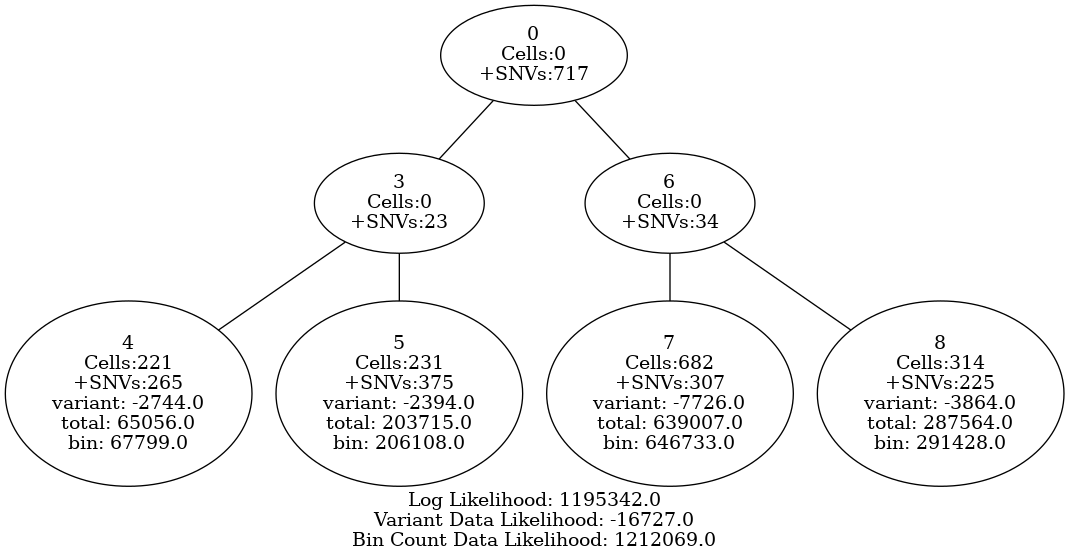 0
Cells:0
+SNVs:717
3
Cells:0
+SNVs:23
6
Cells:0
+SNVs:34
4
Cells:221
+SNVs:265
variant: -2744.0
total: 65056.0
bin: 67799.0
5
Cells:231
+SNVs:375
variant: -2394.0
total: 203715.0
bin: 206108.0
7
Cells:682
+SNVs:307
variant: -7726.0
total: 639007.0
bin: 646733.0
8
Cells:314
+SNVs:225
variant: -3864.0
total: 287564.0
bin: 291428.0
Log Likelihood: 1195342.0
Variant Data Likelihood: -16727.0
Bin Count Data Likelihood: 1212069.0